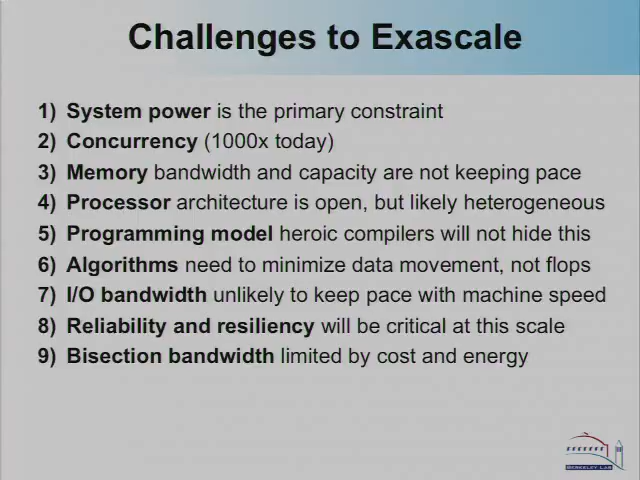 Challenges to Exascale
1) System power is the primary constraint
2) Concurrency (1000x today)
3) Memory bandwidth and capacity are not keeping pace
4) Processor architecture is open, but likely heterogeneous
5) Programming model heroic compilers will not hide this
6) Algorithms need to minimize data movement, not flops
7) I/O bandwidth unlikely to keep pace with machine speed
8) Reliability and resiliency will be critical at this scale
9) Bisection bandwidth limited by cost and energy
BERKELEY LAB